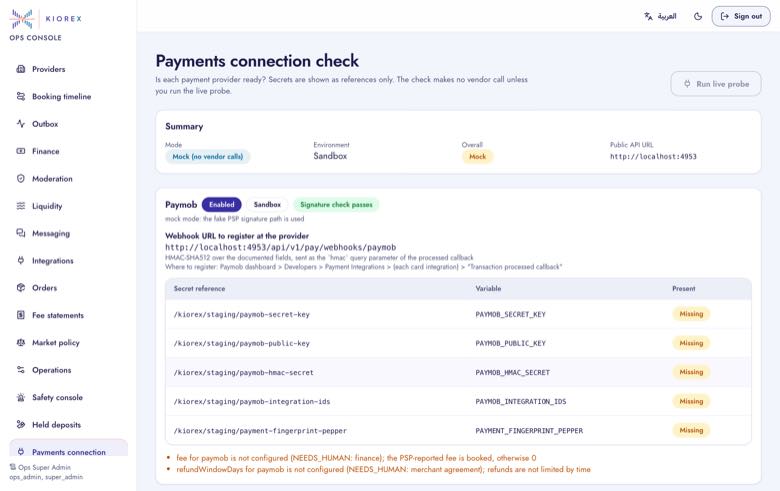 KIOREX
OPS CONSOLE
Providers
Booking timeline
Outbox
Finance
Moderation
Liquidity
Messaging
Integrations
Orders
Fee statements
Market policy
Operations
Safety console
Held deposits
Payments connection
Ops Super Admin
ops_admin, super_admin
العربية
Sign out
Payments connection check
Is each payment provider ready? Secrets are shown as references only. The check makes no vendor call unless
you run the live probe.
Run live probe
Summary
Mode
Mock (no vendor calls)
Environment
Sandbox
Overall
Mock
Public API URL
http://localhost:4953
Paymob Enabled Sandbox Signature check passes
mock mode: the fake PSP signature path is used
Webhook URL to register at the provider
http://localhost:4953/api/v1/pay/webhooks/paymob
HMAC-SHA512 over the documented fields, sent as the `hmac` query parameter of the processed callback
Where to register: Paymob dashboard > Developers > Payment Integrations > (each card integration) > "Transaction processed callback"
Secret reference Variable Present
/kiorex/staging/paymob-secret-key PAYMOB_SECRET_KEY Missing
/kiorex/staging/paymob-public-key PAYMOB_PUBLIC_KEY Missing
/kiorex/staging/paymob-hmac-secret PAYMOB_HMAC_SECRET Missing
/kiorex/staging/paymob-integration-ids PAYMOB_INTEGRATION_IDS Missing
/kiorex/staging/payment-fingerprint-pepper PAYMENT_FINGERPRINT_PEPPER Missing
• fee for paymob is not configured (NEEDS_HUMAN: finance); the PSP-reported fee is booked, otherwise 0
• refundWindowDays for paymob is not configured (NEEDS_HUMAN: merchant agreement); refunds are not limited by time